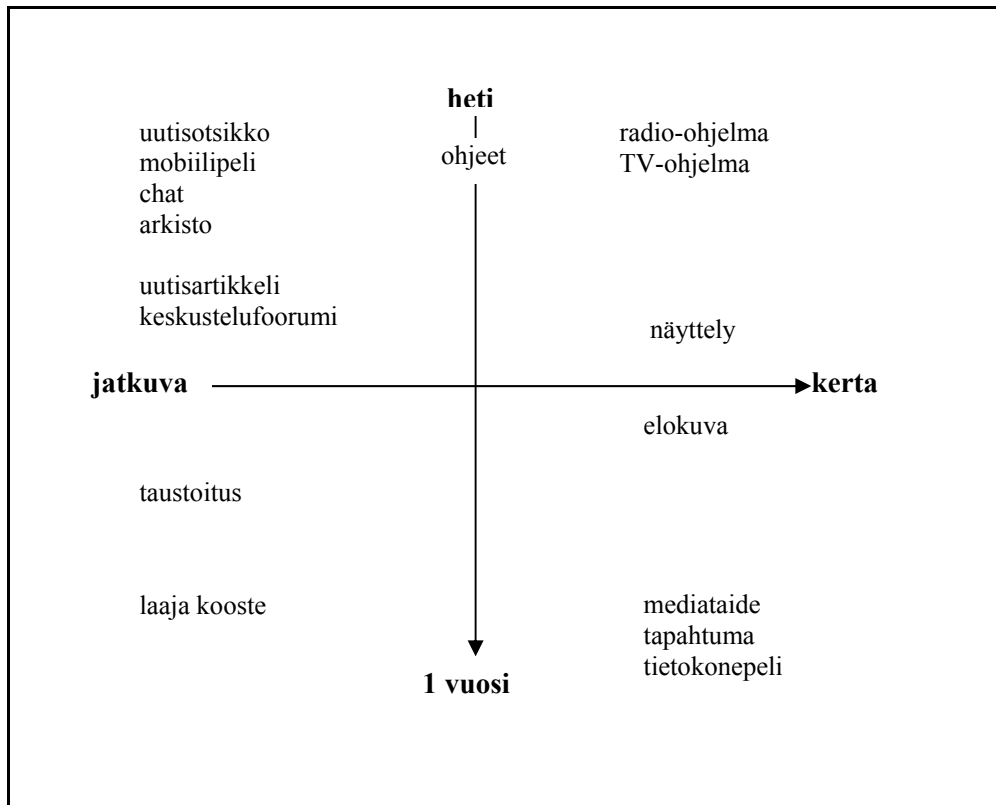 heti
uutisotsikko
mobiilipeli
chat
arkisto
ohjeet
radio-ohjelma
TV-ohjelma
uutisartikkeli
keskustelufoorumi
näyttely
jatkuva
kerta
elokuva
taustoitus
laaja kooste
mediataide
tapahtuma
tietokonepeli
1 vuosi